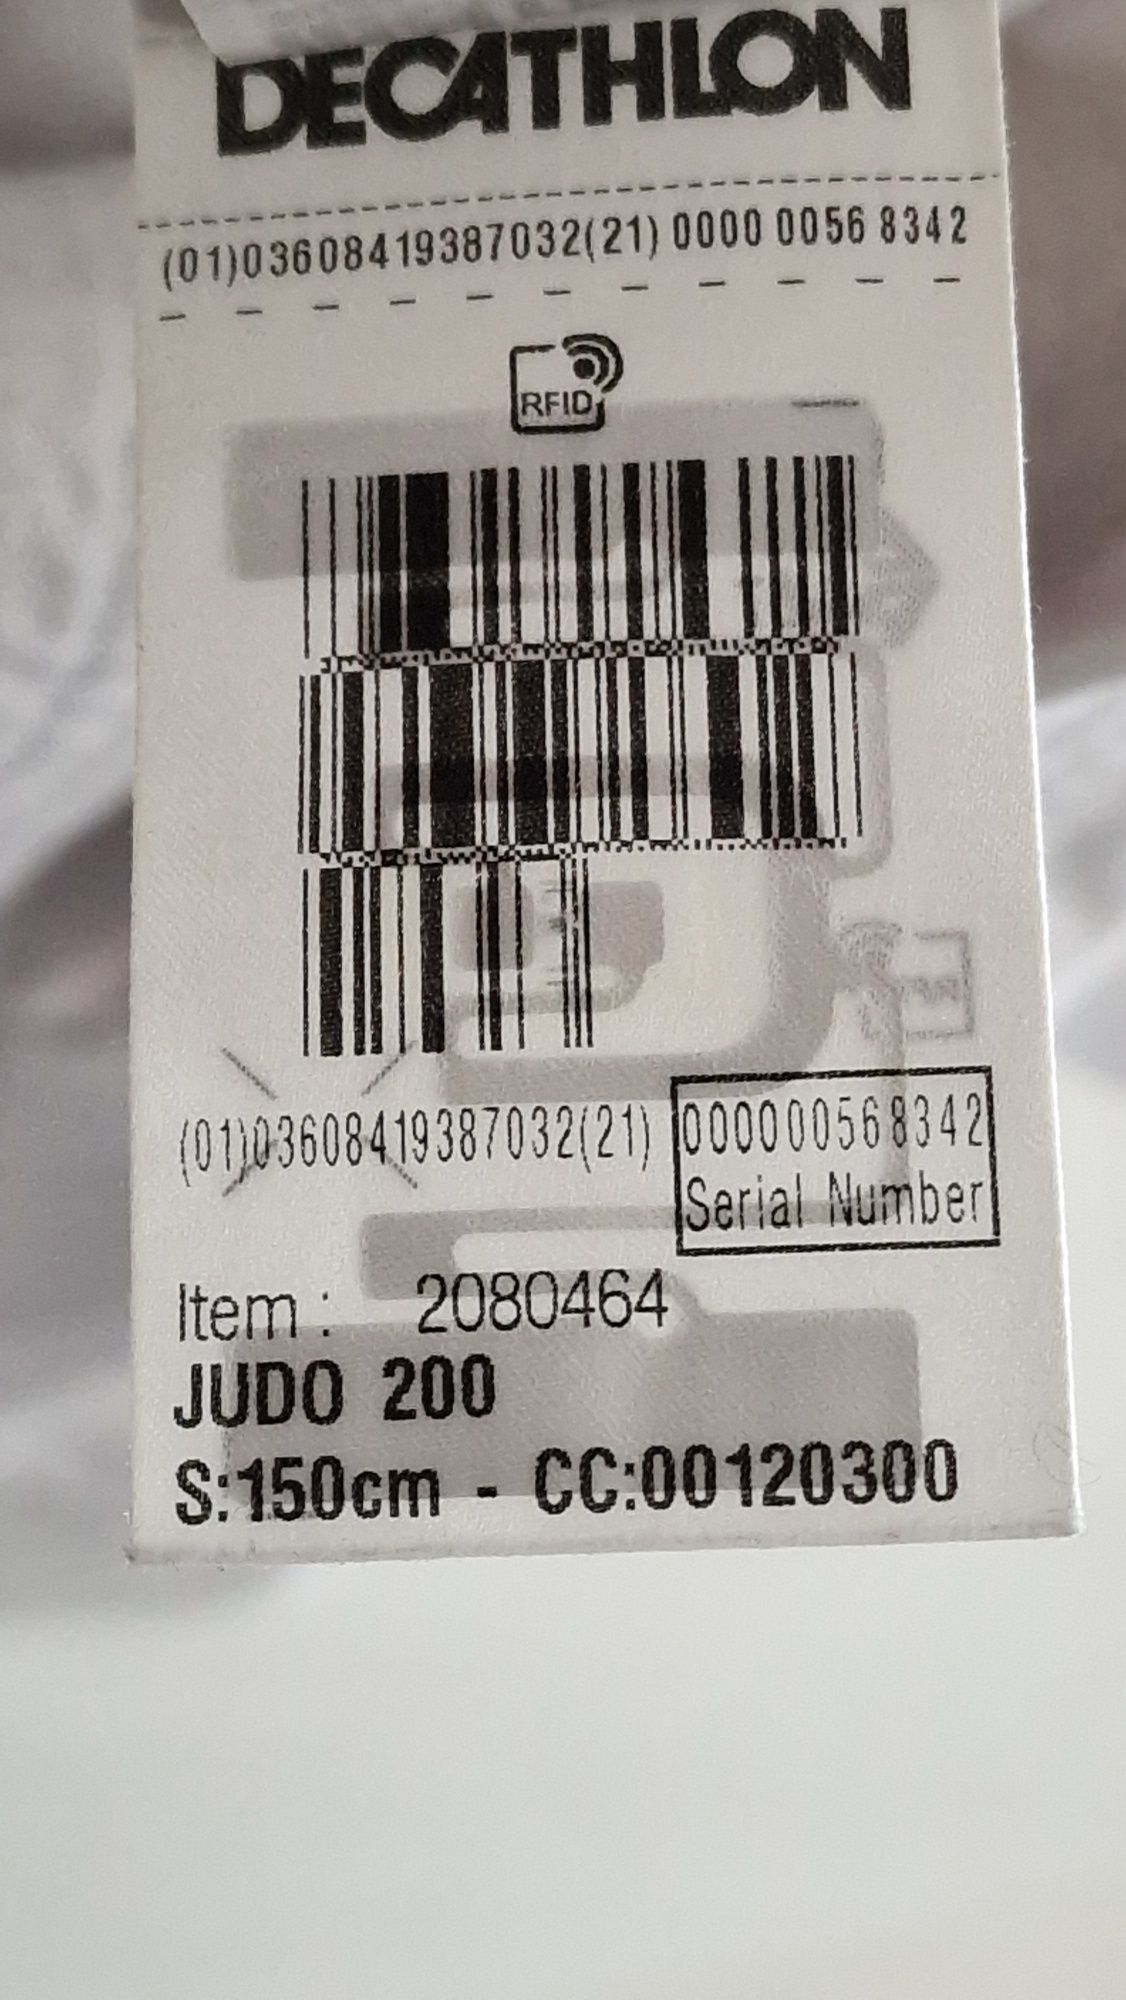 DECATHLON
(01)03608419387032(21) 0000 0056 8342
RFID
(01)03608419387032(21) 000000568342
Serial Number
Item : 2080464
JUDO 200
S:150cm - CC:00120300